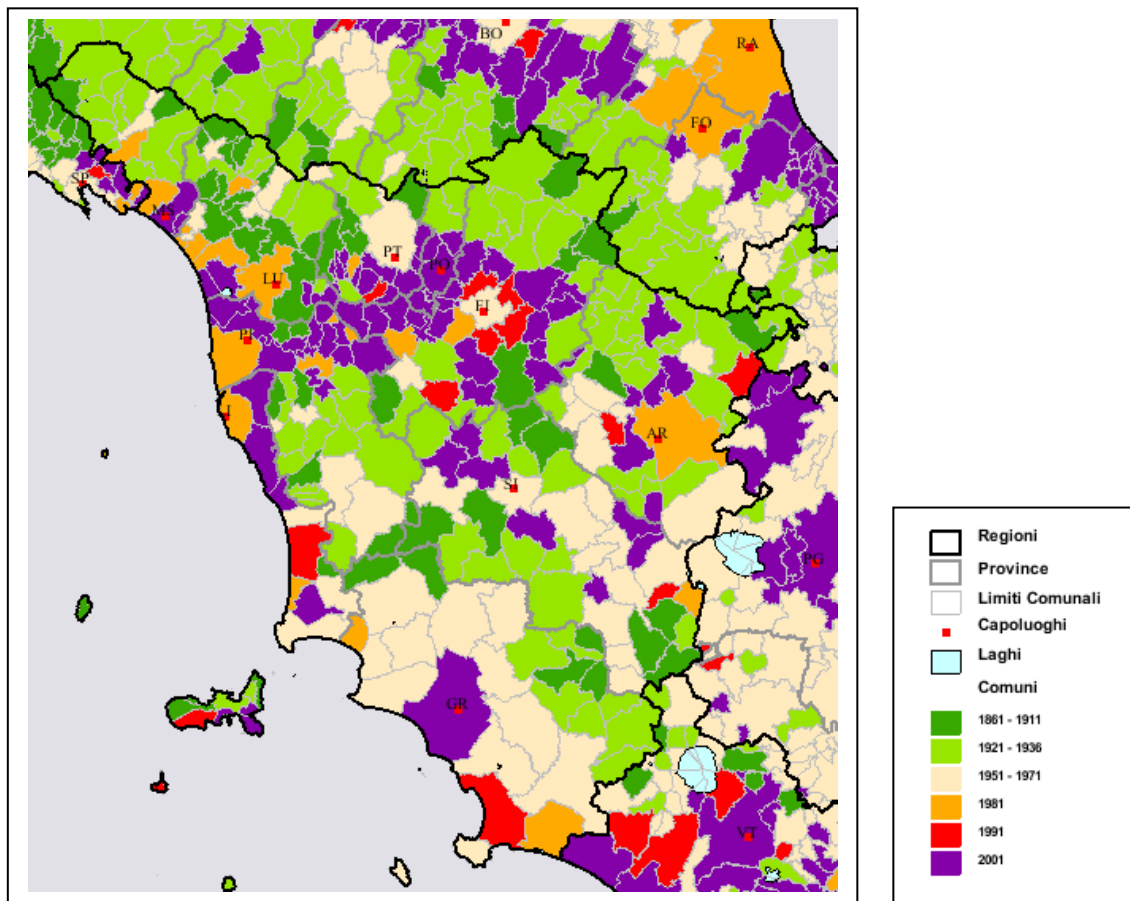 BO
RA
FO
SP
MS
PT
PO
LU
FI
PI
LI
AR
SI
PG
GR
VT
Regioni
Province
Limiti Comunali
Capoluoghi
Laghi
Comuni
1861 - 1911
1921 - 1936
1951 - 1971
1981
1991
2001